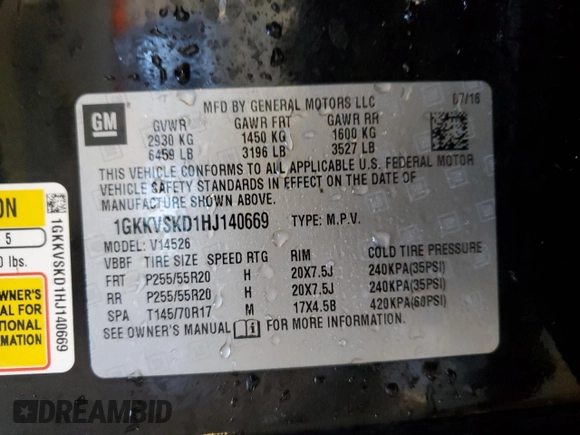 MFD BY GENERAL MOTORS LLC 07/16
GM
GVWR GAWR FRT GAWR RR
2930 KG 1450 KG 1600 KG
6459 LB 3196 LB 3527 LB
THIS VEHICLE CONFORMS TO ALL APPLICABLE U.S. FEDERAL MOTOR
VEHICLE SAFETY STANDARDS IN EFFECT ON THE DATE OF
MANUFACTURE SHOWN ABOVE.
1GKKVSKD1HJ140669 TYPE: M.P.V.
MODEL: V14526
VBBF TIRE SIZE SPEED RTG RIM COLD TIRE PRESSURE
FRT P255/55R20 H 20X7.5J 240KPA(35PSI)
RR P255/55R20 H 20X7.5J 240KPA(35PSI)
SPA T145/70R17 M 17X4.5B 420KPA(60PSI)
SEE OWNER'S MANUAL FOR MORE INFORMATION.
ON
5
0 lbs.
OWNER'S
AL FOR
TIONAL
RMATION
1GKKVSKD1HJ140669
DREAMBID